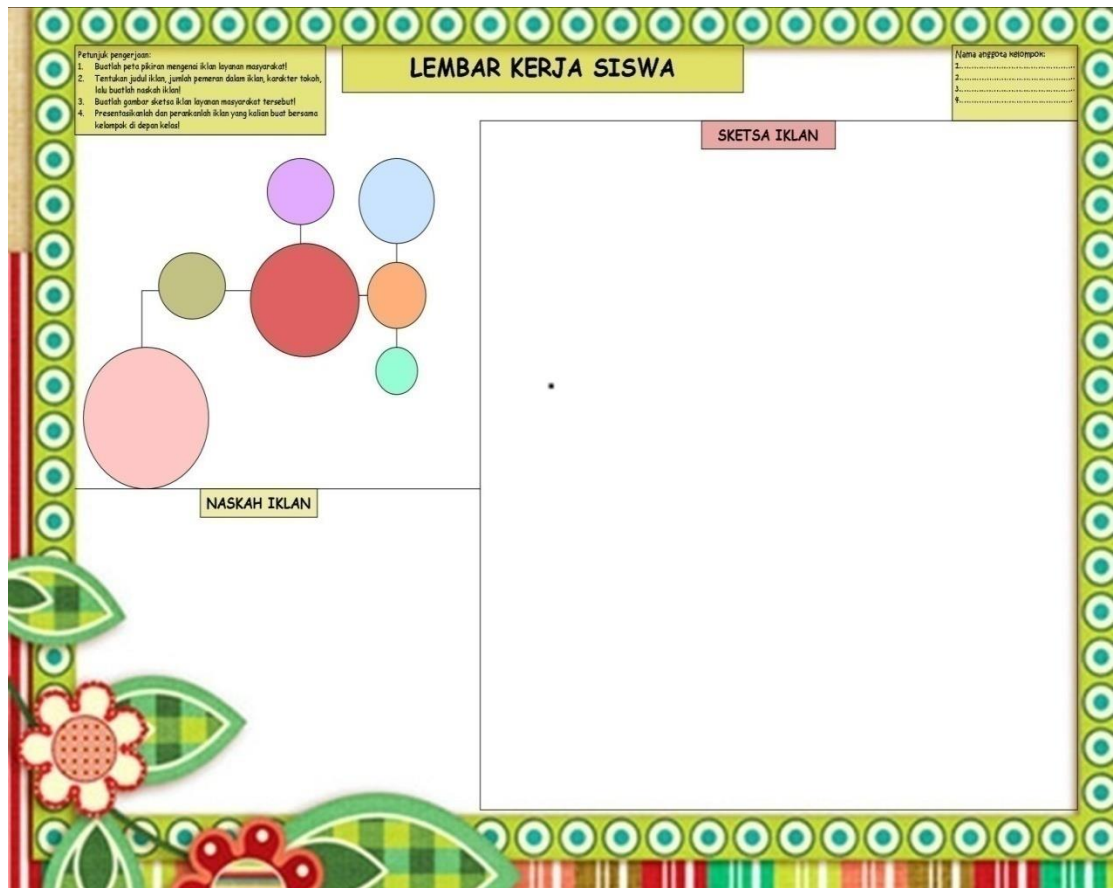 Petunjuk pengerjaan:
1. Buatlah peta pikiran mengenai iklan layanan masyarakat!
2. Tentukan judul iklan, jumlah pemeran dalam iklan, karakter tokoh,
lalu buatlah naskah iklan!
3. Buatlah gambar sketsa iklan layanan masyarakat tersebut!
4. Presentasikanlah dan perankanlah iklan yang kalian buat bersama
kelompok di depan kelas!
LEMBAR KERJA SISWA
Nama anggota kelompok:
1.
2.
3.
4.
SKETSA IKLAN
NASKAH IKLAN